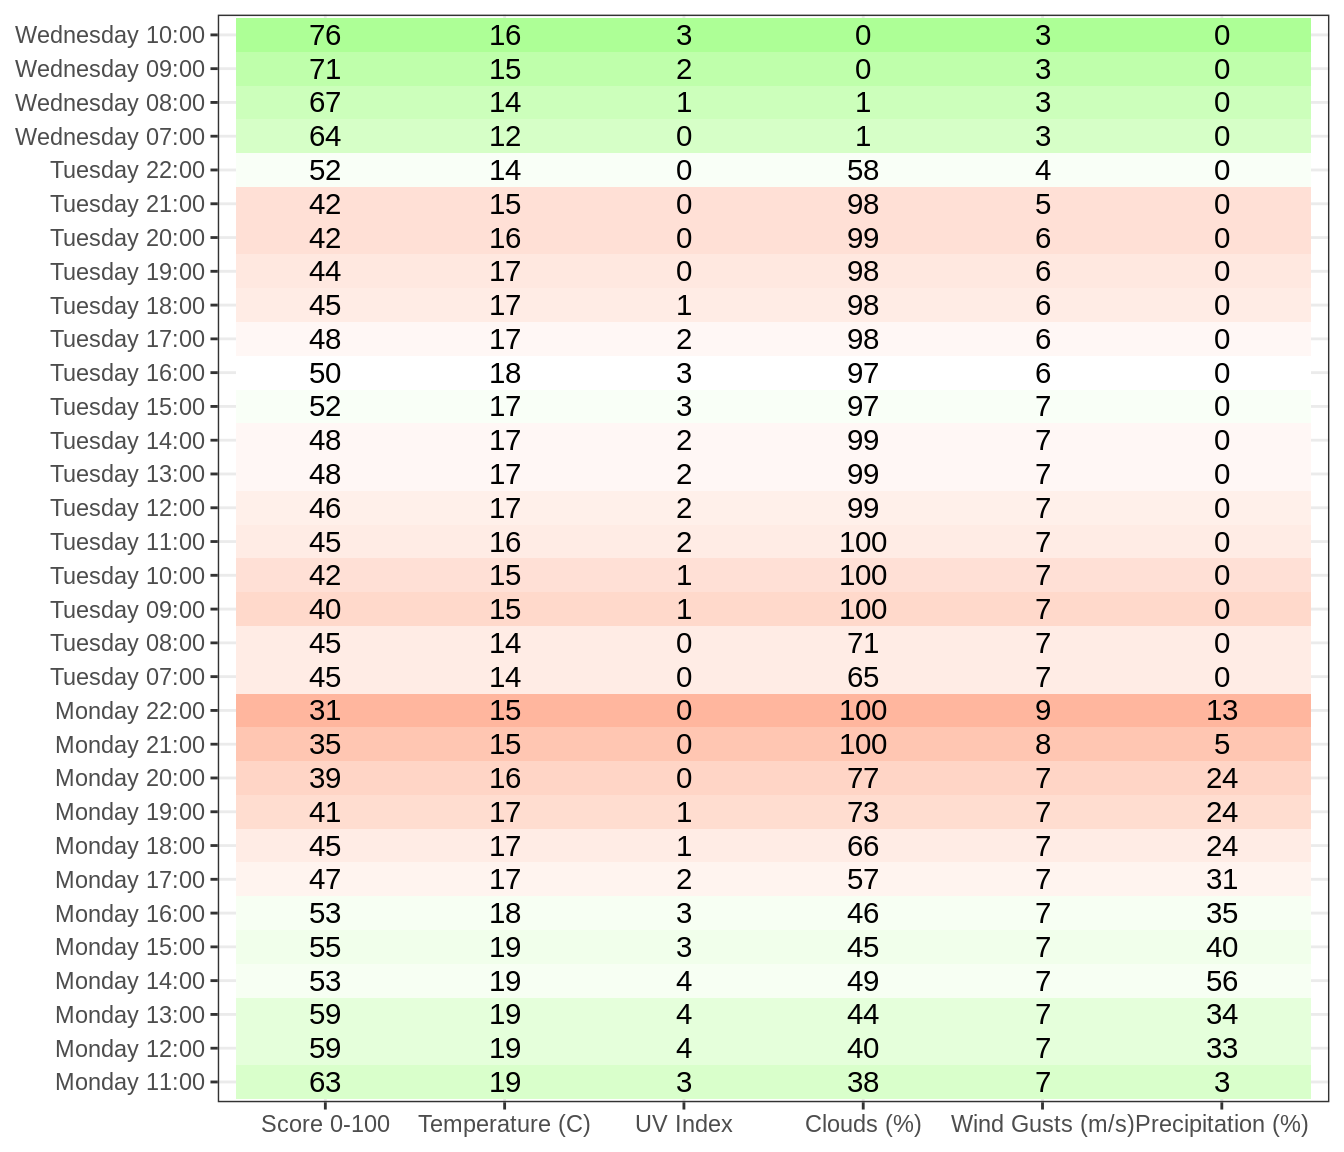 Wednesday 10:00 76 16 3 0 3 0
Wednesday 09:00 71 15 2 0 3 0
Wednesday 08:00 67 14 1 1 3 0
Wednesday 07:00 64 12 0 1 3 0
Tuesday 22:00 52 14 0 58 4 0
Tuesday 21:00 42 15 0 98 5 0
Tuesday 20:00 42 16 0 99 6 0
Tuesday 19:00 44 17 0 98 6 0
Tuesday 18:00 45 17 1 98 6 0
Tuesday 17:00 48 17 2 98 6 0
Tuesday 16:00 50 18 3 97 6 0
Tuesday 15:00 52 17 3 97 7 0
Tuesday 14:00 48 17 2 99 7 0
Tuesday 13:00 48 17 2 99 7 0
Tuesday 12:00 46 17 2 99 7 0
Tuesday 11:00 45 16 2 100 7 0
Tuesday 10:00 42 15 1 100 7 0
Tuesday 09:00 40 15 1 100 7 0
Tuesday 08:00 45 14 0 71 7 0
Tuesday 07:00 45 14 0 65 7 0
Monday 22:00 31 15 0 100 9 13
Monday 21:00 35 15 0 100 8 5
Monday 20:00 39 16 0 77 7 24
Monday 19:00 41 17 1 73 7 24
Monday 18:00 45 17 1 66 7 24
Monday 17:00 47 17 2 57 7 31
Monday 16:00 53 18 3 46 7 35
Monday 15:00 55 19 3 45 7 40
Monday 14:00 53 19 4 49 7 56
Monday 13:00 59 19 4 44 7 34
Monday 12:00 59 19 4 40 7 33
Monday 11:00 63 19 3 38 7 3
Score 0-100 Temperature (C) UV Index Clouds (%) Wind Gusts (m/s) Precipitation (%)